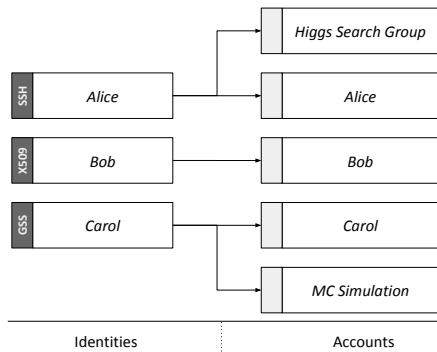 Higgs Search Group
SSH
Alice
Alice
X509
Bob
Bob
GSS
Carol
Carol
MC Simulation
Identities
Accounts